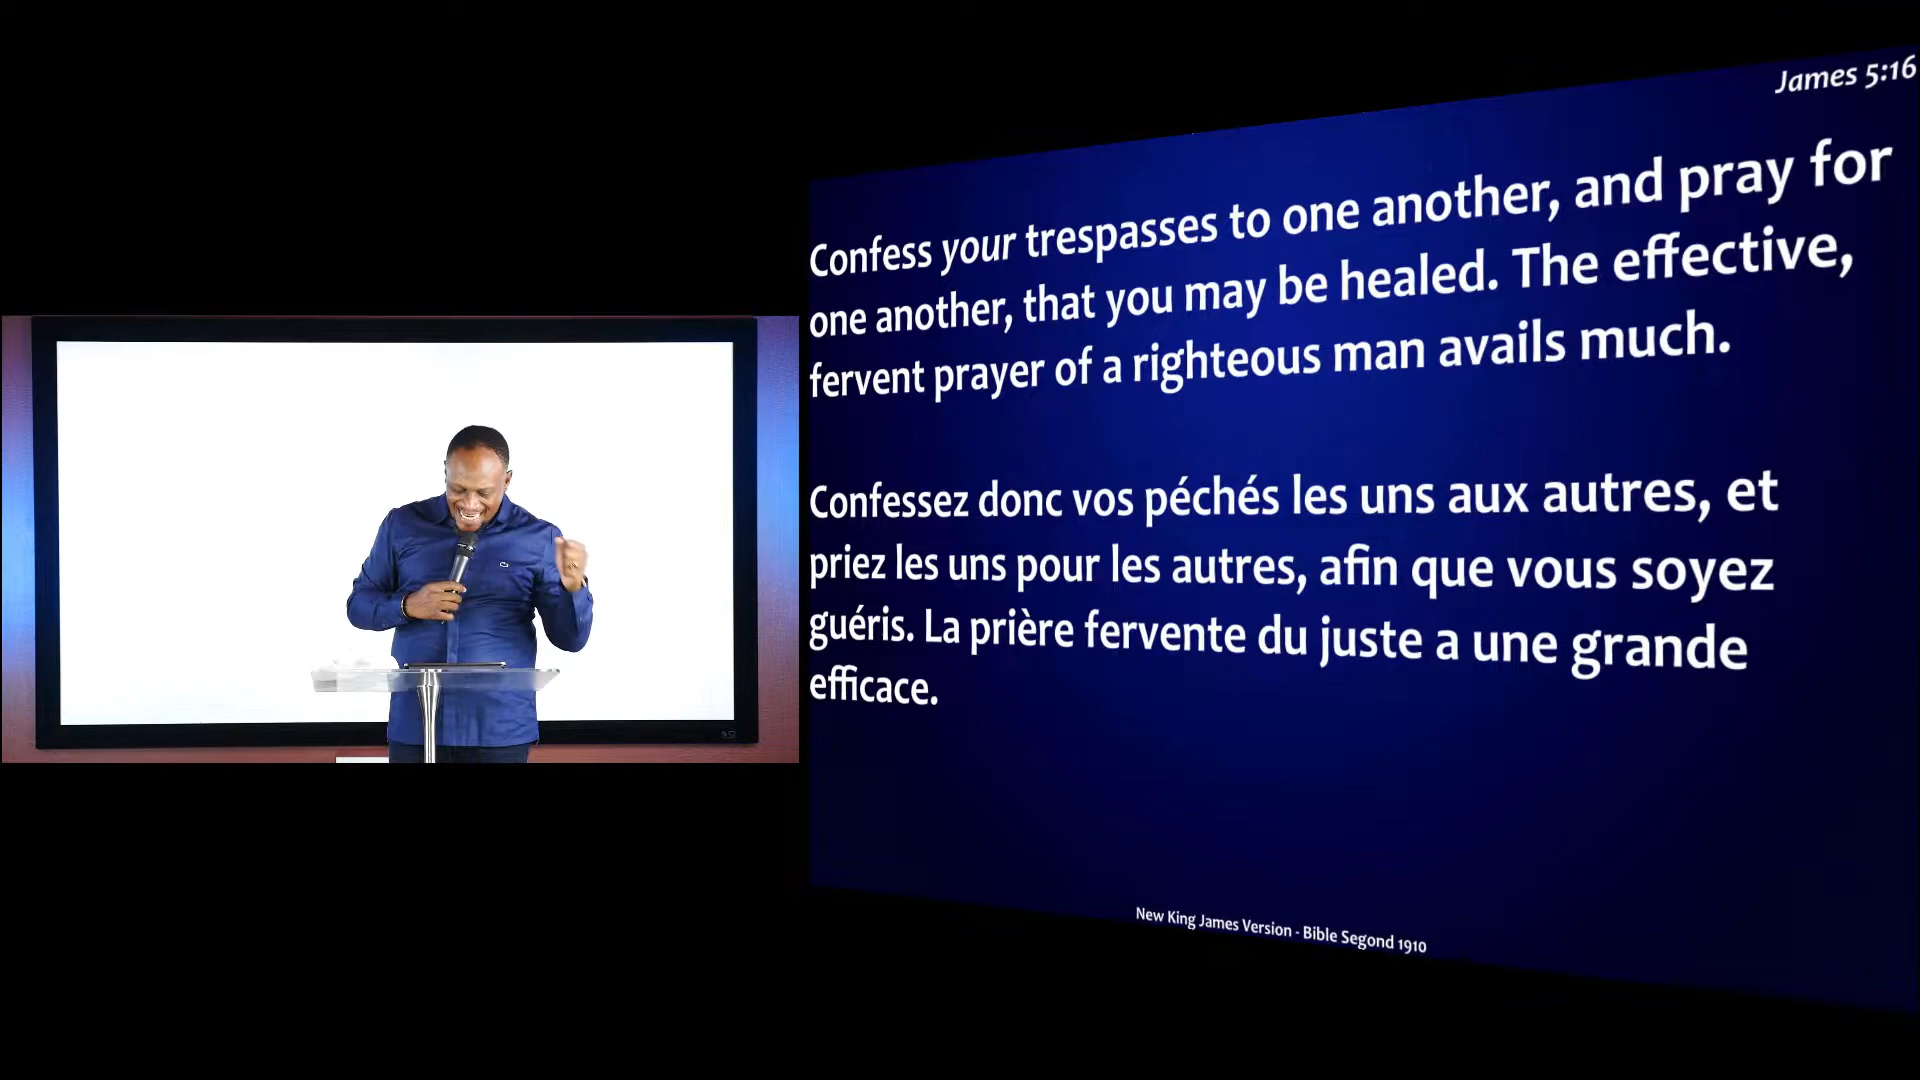 James 5:16
Confess your trespasses to one another, and pray for
one another, that you may be healed. The effective,
fervent prayer of a righteous man avails much.
Confessez donc vos péchés les uns aux autres, et
priez les uns pour les autres, afin que vous soyez
guéris. La prière fervente du juste a une grande
efficace.
New King James Version - Bible Segond 1910